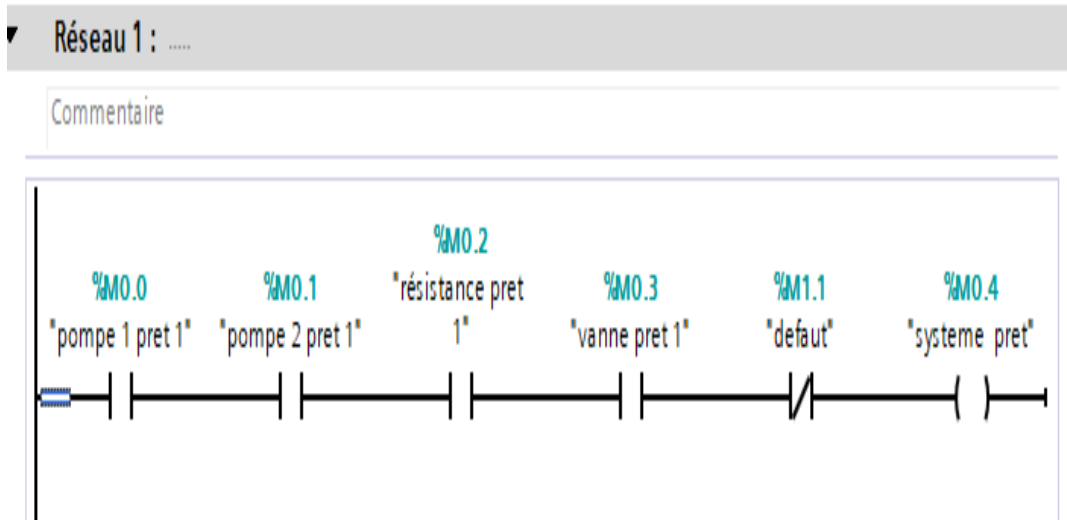 Réseau 1 : .....
Commentaire
%M0.0
"pompe 1 pret 1"
%M0.1
"pompe 2 pret 1"
%M0.2
"résistance pret
1"
%M0.3
"vanne pret 1"
%M1.1
"defaut"
%M0.4
"systeme pret"